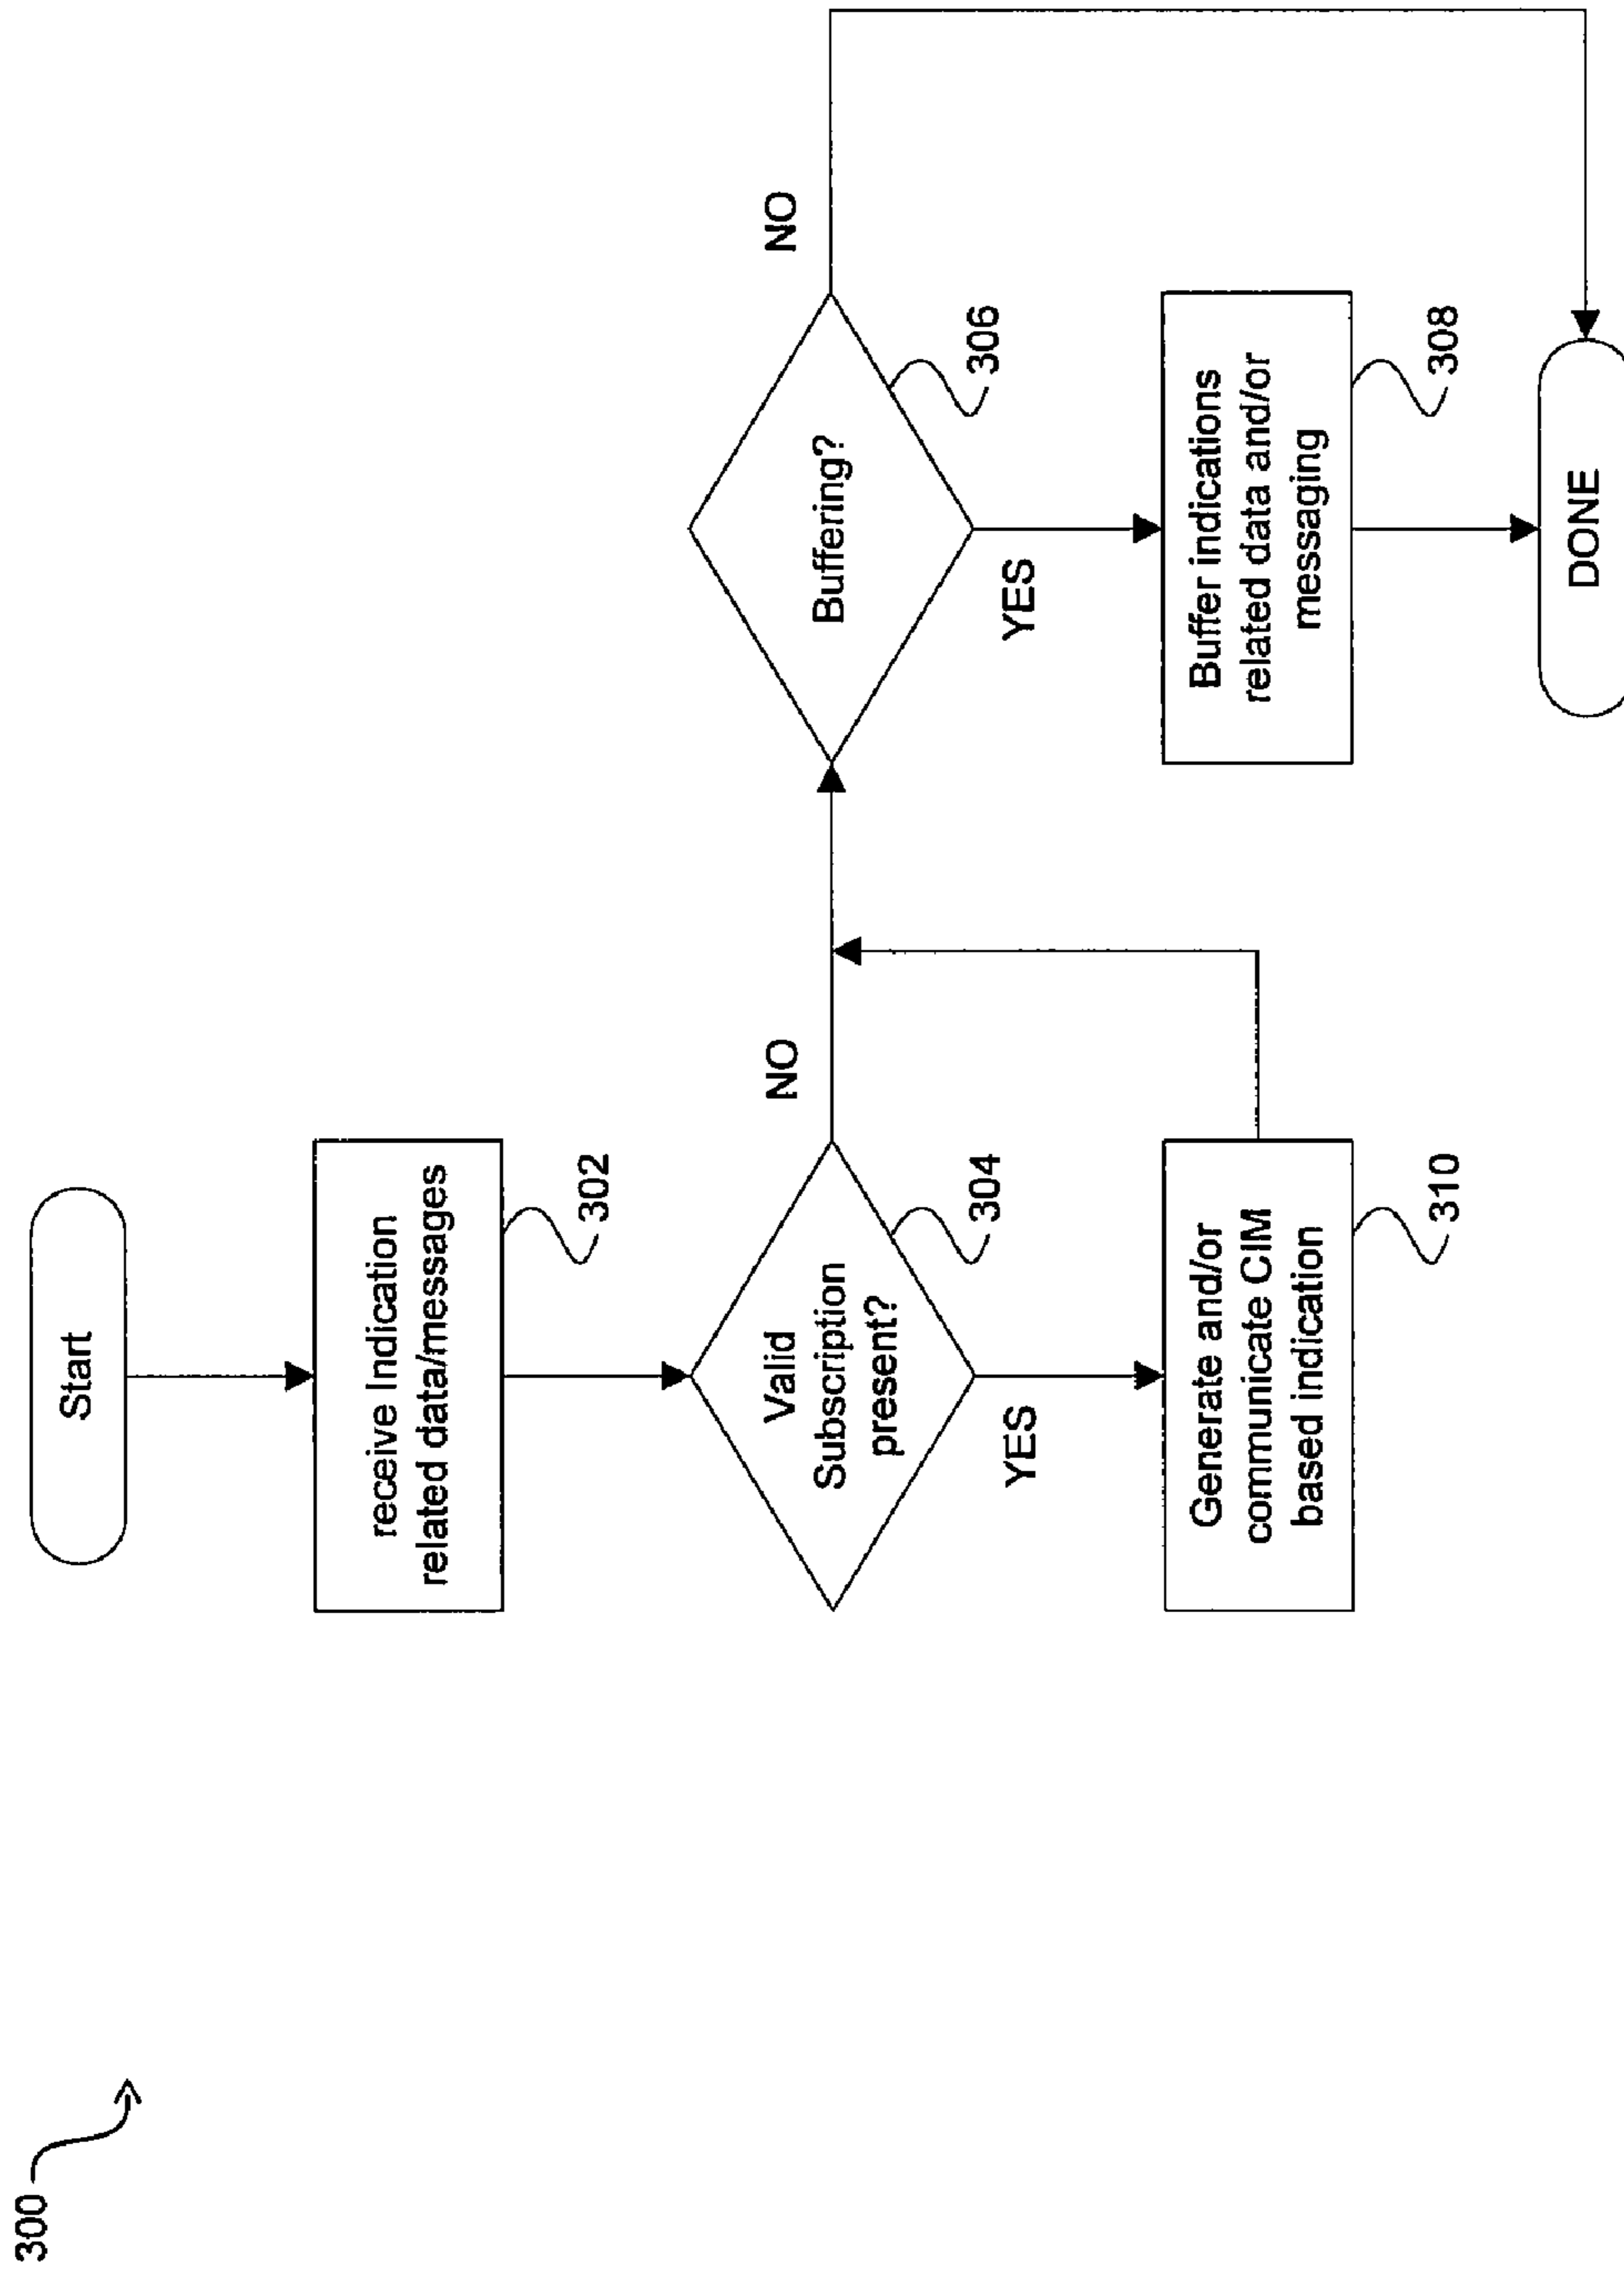 300
Start
receive Indication
related data/messages
302
Valid
Subscription
present?
304
NO
YES
Generate and/or
communicate CIM
based indication
310
Buffering?
306
NO
YES
Buffer indications
related data and/or
messaging
308
DONE